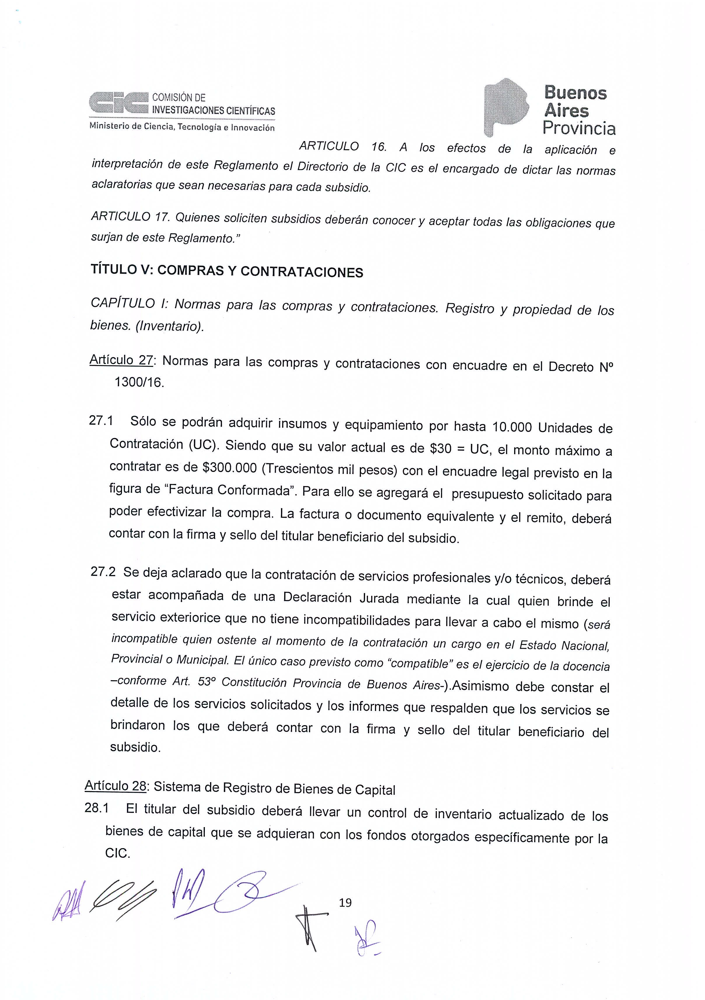 CIC COMISIÓN DE
INVESTIGACIONES CIENTÍFICAS
Ministerio de Ciencia, Tecnología e Innovación
Buenos
Aires
Provincia
ARTICULO 16. A los efectos de la aplicación e
interpretación de este Reglamento el Directorio de la CIC es el encargado de dictar las normas
aclaratorias que sean necesarias para cada subsidio.
ARTICULO 17. Quienes soliciten subsidios deberán conocer y aceptar todas las obligaciones que
surjan de este Reglamento.”
TÍTULO V: COMPRAS Y CONTRATACIONES
CAPÍTULO I: Normas para las compras y contrataciones. Registro y propiedad de los
bienes. (Inventario).
Artículo 27: Normas para las compras y contrataciones con encuadre en el Decreto Nº
1300/16.
27.1 Sólo se podrán adquirir insumos y equipamiento por hasta 10.000 Unidades de
Contratación (UC). Siendo que su valor actual es de $30 = UC, el monto máximo a
contratar es de $300.000 (Trescientos mil pesos) con el encuadre legal previsto en la
figura de “Factura Conformada”. Para ello se agregará el presupuesto solicitado para
poder efectivizar la compra. La factura o documento equivalente y el remito, deberá
contar con la firma y sello del titular beneficiario del subsidio.
27.2 Se deja aclarado que la contratación de servicios profesionales y/o técnicos, deberá
estar acompañada de una Declaración Jurada mediante la cual quien brinde el
servicio exteriorice que no tiene incompatibilidades para llevar a cabo el mismo (será
incompatible quien ostente al momento de la contratación un cargo en el Estado Nacional,
Provincial o Municipal. El único caso previsto como “compatible” es el ejercicio de la docencia
–conforme Art. 53º Constitución Provincia de Buenos Aires-).Asimismo debe constar el
detalle de los servicios solicitados y los informes que respalden que los servicios se
brindaron los que deberá contar con la firma y sello del titular beneficiario del
subsidio.
Artículo 28: Sistema de Registro de Bienes de Capital
28.1 El titular del subsidio deberá llevar un control de inventario actualizado de los
bienes de capital que se adquieran con los fondos otorgados específicamente por la
CIC.
19